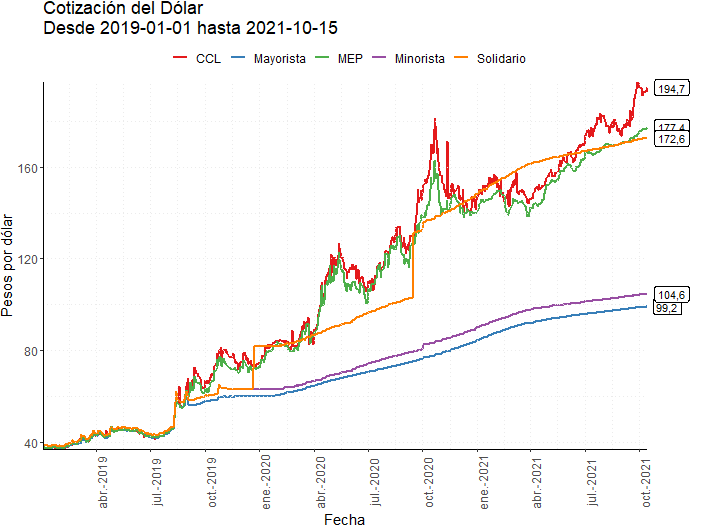 Cotización del Dólar
Desde 2019-01-01 hasta 2021-10-15
CCL Mayorista MEP Minorista Solidario
194,7
177,4
172,6
160
120
Pesos por dólar
104,6
99,2
80
40
abr.-2019 jul.-2019 oct.-2019 ene.-2020 abr.-2020 jul.-2020 oct.-2020 ene.-2021 abr.-2021 jul.-2021 oct.-2021
Fecha